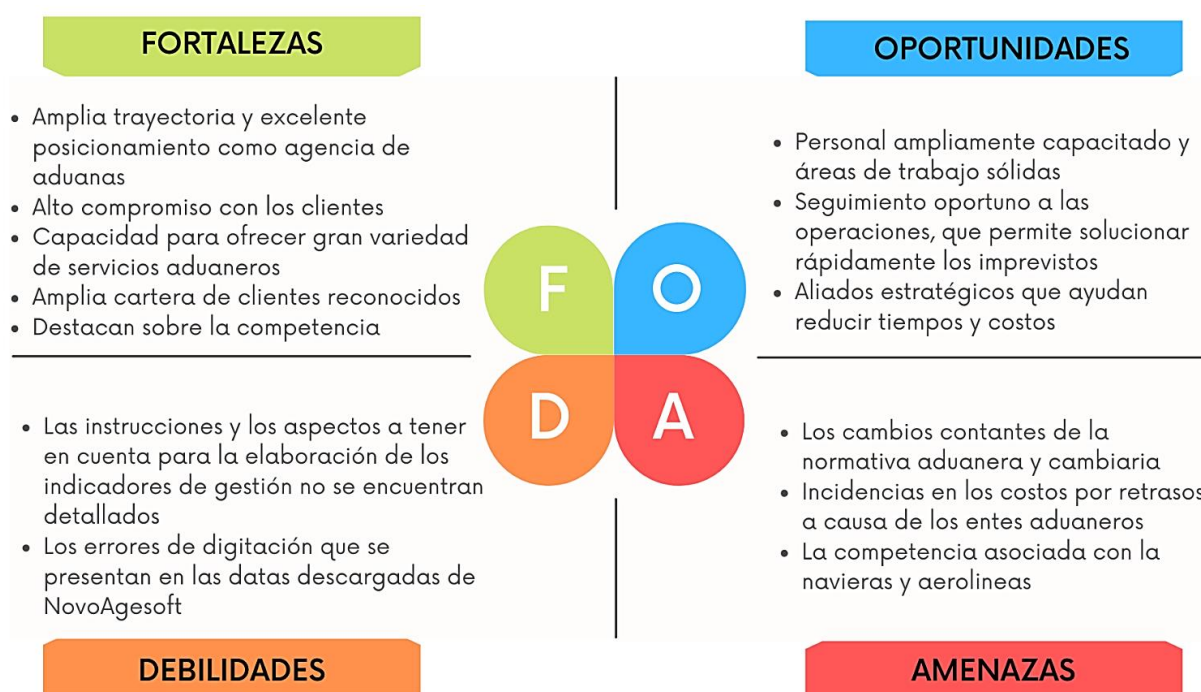 FORTALEZAS
• Amplia trayectoria y excelente
posicionamiento como agencia de
aduanas
• Alto compromiso con los clientes
• Capacidad para ofrecer gran variedad
de servicios aduaneros
• Amplia cartera de clientes reconocidos
• Destacan sobre la competencia
OPORTUNIDADES
• Personal ampliamente capacitado y
áreas de trabajo sólidas
• Seguimiento oportuno a las
operaciones, que permite solucionar
rápidamente los imprevistos
• Aliados estratégicos que ayudan
reducir tiempos y costos
F
O
D
A
• Las instrucciones y los aspectos a tener
en cuenta para la elaboración de los
indicadores de gestión no se encuentran
detallados
• Los errores de digitación que se
presentan en las datas descargadas de
NovoAgesoft
DEBILIDADES
• Los cambios contantes de la
normativa aduanera y cambiaria
• Incidencias en los costos por retrasos
a causa de los entes aduaneros
• La competencia asociada con la
navieras y aerolineas
AMENAZAS